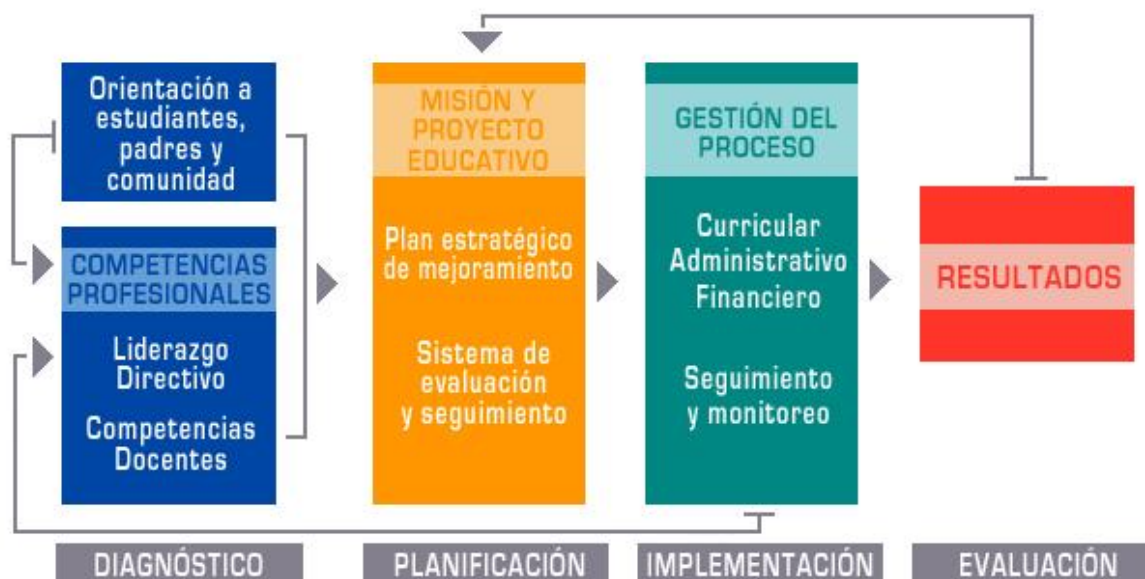 Orientación a
estudiantes,
padres y
comunidad
COMPETENCIAS
PROFESIONALES
Liderazgo
Directivo
Competencias
Docentes
MISIÓN Y
PROYECTO
EDUCATIVO
Plan estratégico
de mejoramiento
Sistema de
evaluación
y seguimiento
GESTIÓN DEL
PROCESO
Curricular
Administrativo
Financiero
Seguimiento
y monitoreo
RESULTADOS
DIAGNÓSTICO
PLANIFICACIÓN
IMPLEMENTACIÓN
EVALUACIÓN